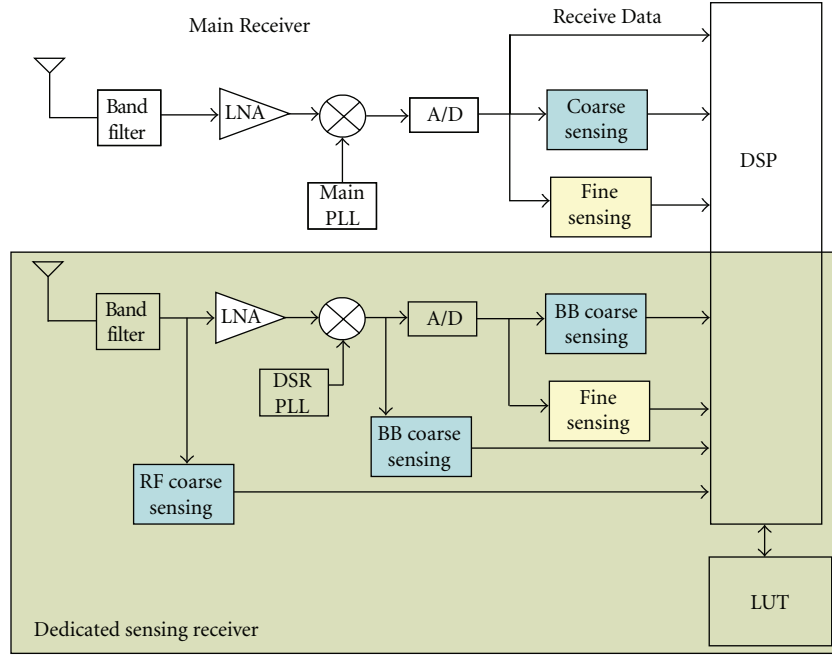 Main Receiver
Receive Data
Band
filter
LNA
A/D
Main
PLL
Coarse
sensing
Fine
sensing
DSP
Band
filter
LNA
A/D
DSR
PLL
BB coarse
sensing
Fine
sensing
BB coarse
sensing
RF coarse
sensing
LUT
Dedicated sensing receiver